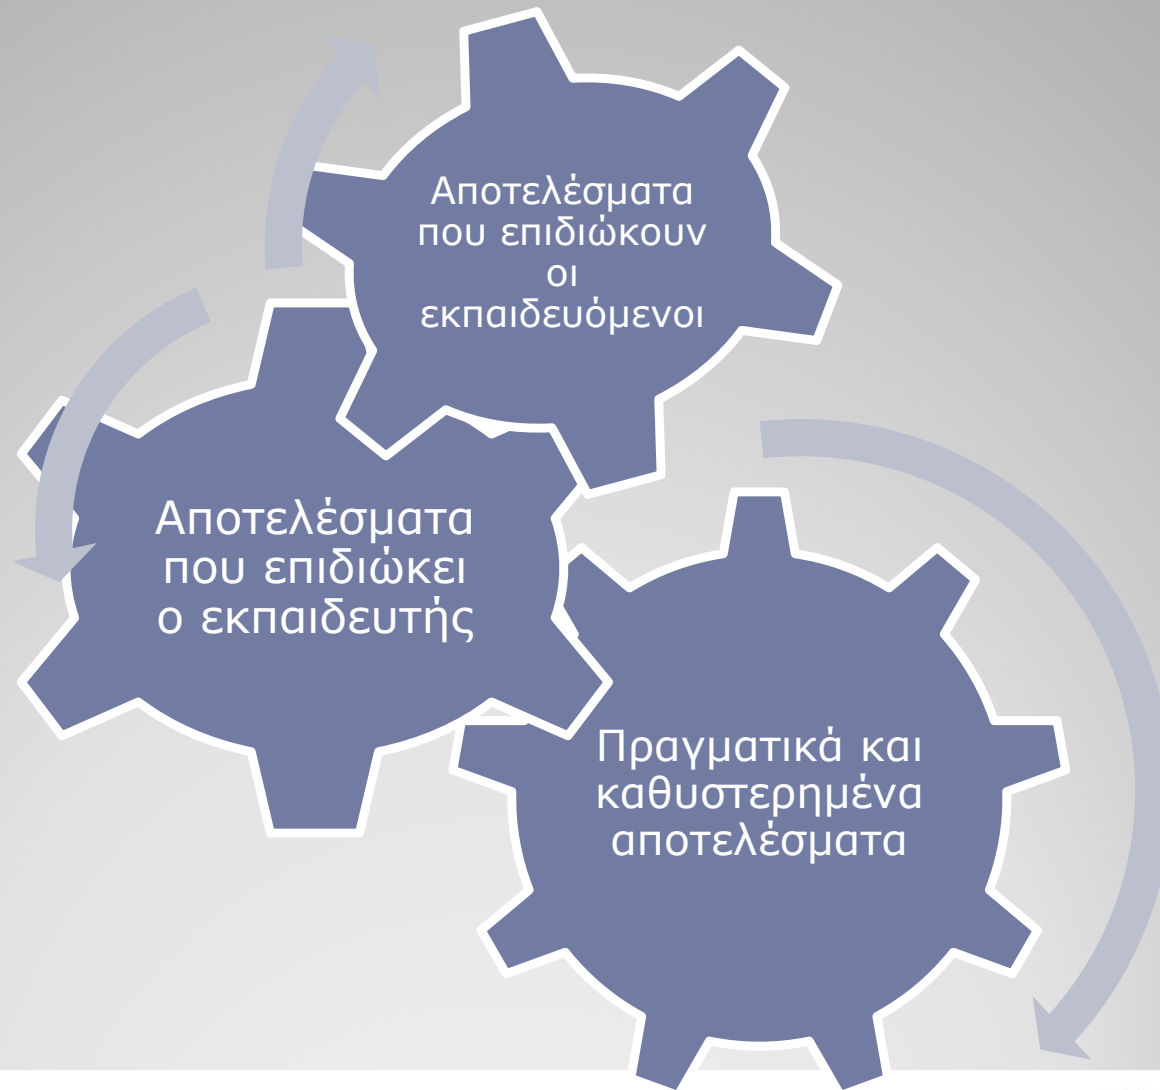 Αποτελέσματα
που επιδιώκουν
οι
εκπαιδευόμενοι
Αποτελέσματα
που επιδιώκει
ο εκπαιδευτής
Πραγματικά και
καθυστερημένα
αποτελέσματα